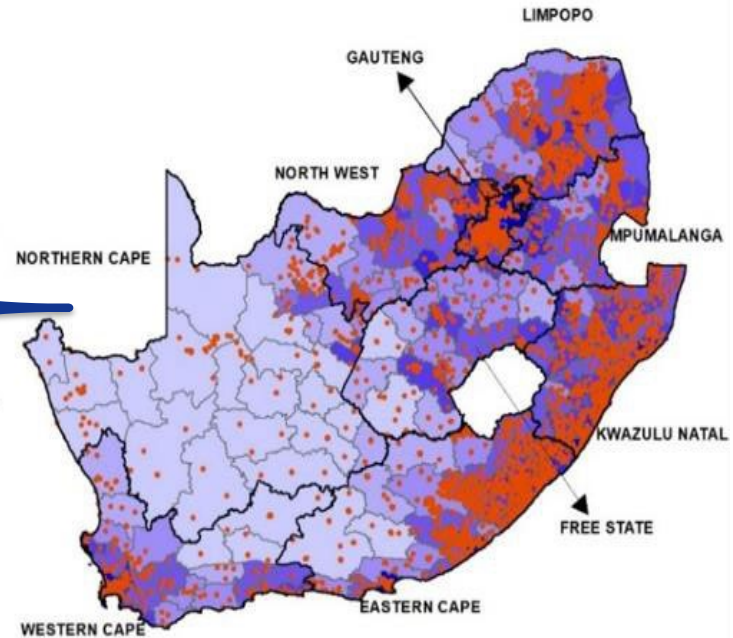 LIMPOPO
GAUTENG
NORTH WEST
MPUMALANGA
NORTHERN CAPE
KWAZULU NATAL
FREE STATE
EASTERN CAPE
WESTERN CAPE